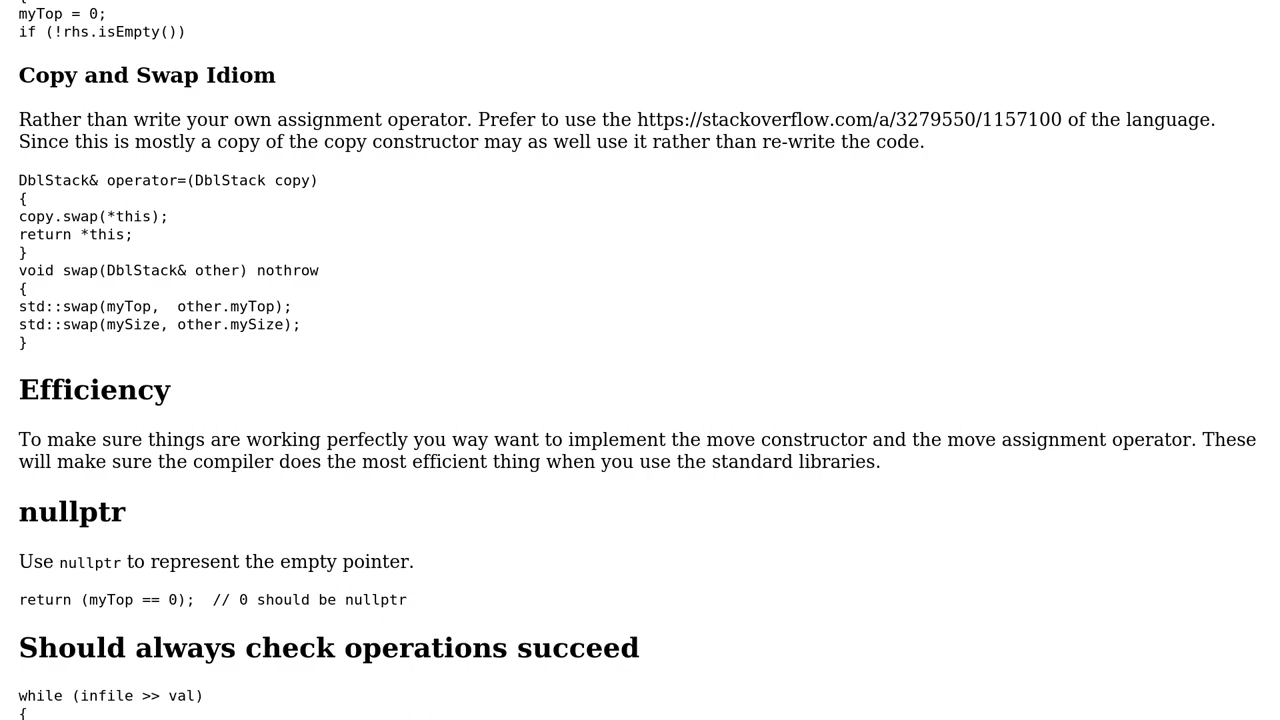 {
myTop = 0;
if (!rhs.isEmpty())
Copy and Swap Idiom
Rather than write your own assignment operator. Prefer to use the https://stackoverflow.com/a/3279550/1157100 of the language.
Since this is mostly a copy of the copy constructor may as well use it rather than re-write the code.
DblStack& operator=(DblStack copy)
{
copy.swap(*this);
return *this;
}
void swap(DblStack& other) nothrow
{
std::swap(myTop,  other.myTop);
std::swap(mySize, other.mySize);
}
Efficiency
To make sure things are working perfectly you way want to implement the move constructor and the move assignment operator. These
will make sure the compiler does the most efficient thing when you use the standard libraries.
nullptr
Use nullptr to represent the empty pointer.
return (myTop == 0);  // 0 should be nullptr
Should always check operations succeed
while (infile >> val)
{